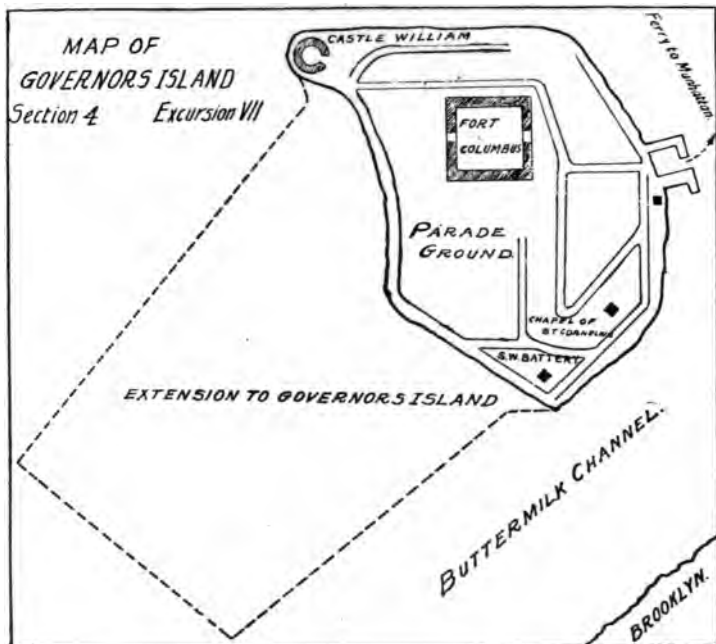 MAP OF
GOVERNORS ISLAND
Section 4 Excursion VII
CASTLE WILLIAM
Ferry to Manhattan.
FORT
COLUMBUS
PARADE
GROUND.
CHAPEL OF
ST CORNELIUS
S.W. BATTERY
EXTENSION TO GOVERNORS ISLAND
BUTTERMILK CHANNEL.
BROOKLYN.